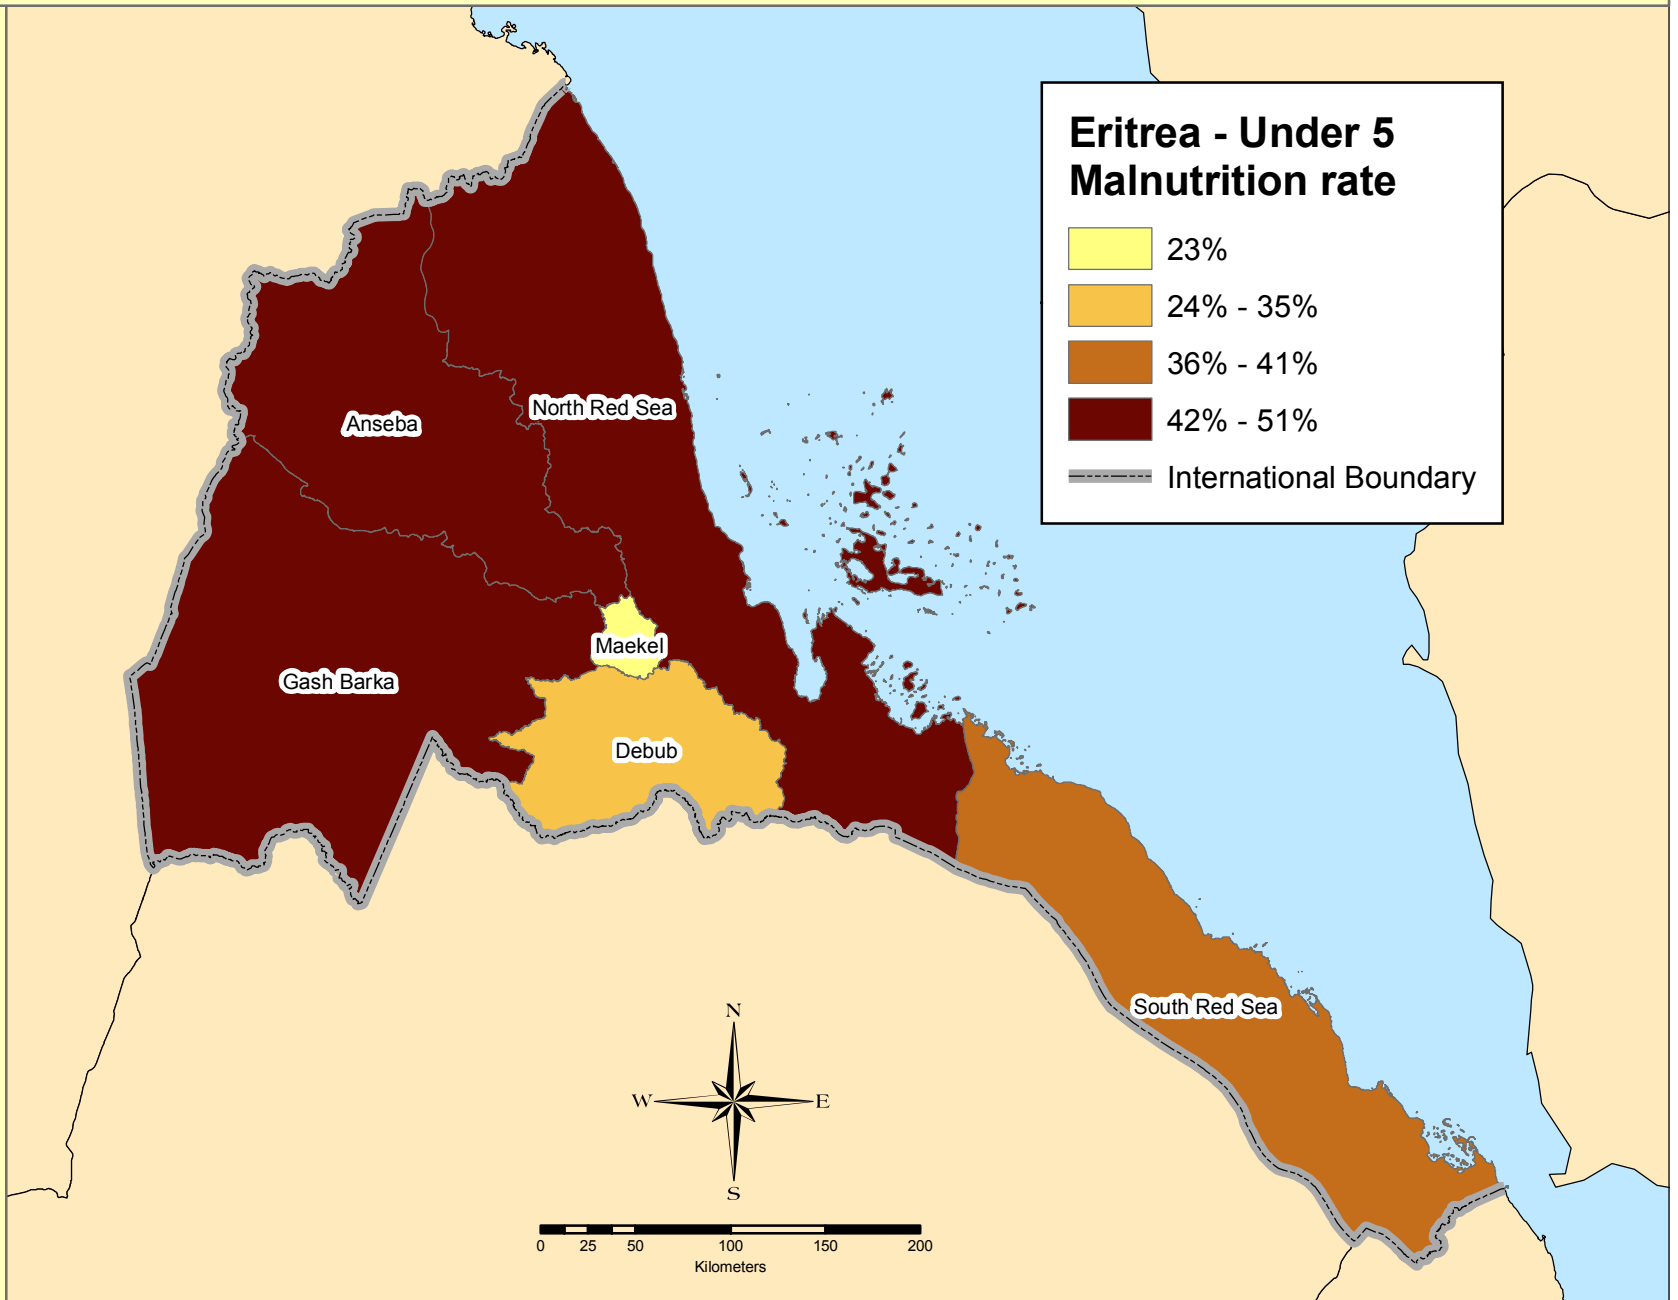 Eritrea - Under 5
Malnutrition rate
23%
24% - 35%
36% - 41%
42% - 51%
International Boundary
North Red Sea
Anseba
Maekel
Gash Barka
Debub
South Red Sea
N
W
E
S
0 25 50 100 150 200
Kilometers